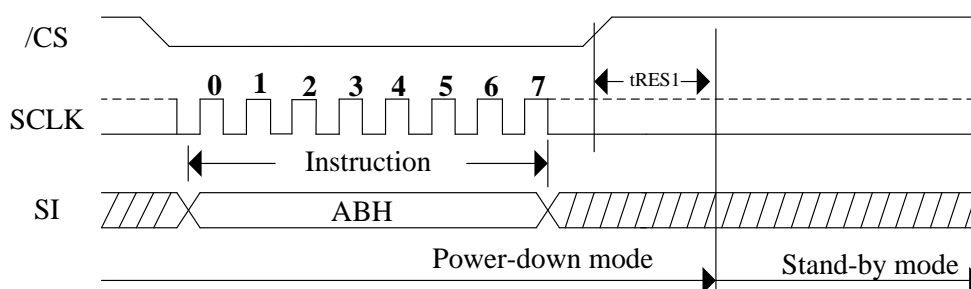 /CS
tRES1
0 1 2 3 4 5 6 7
SCLK
Instruction
SI
ABH
Power-down mode
Stand-by mode